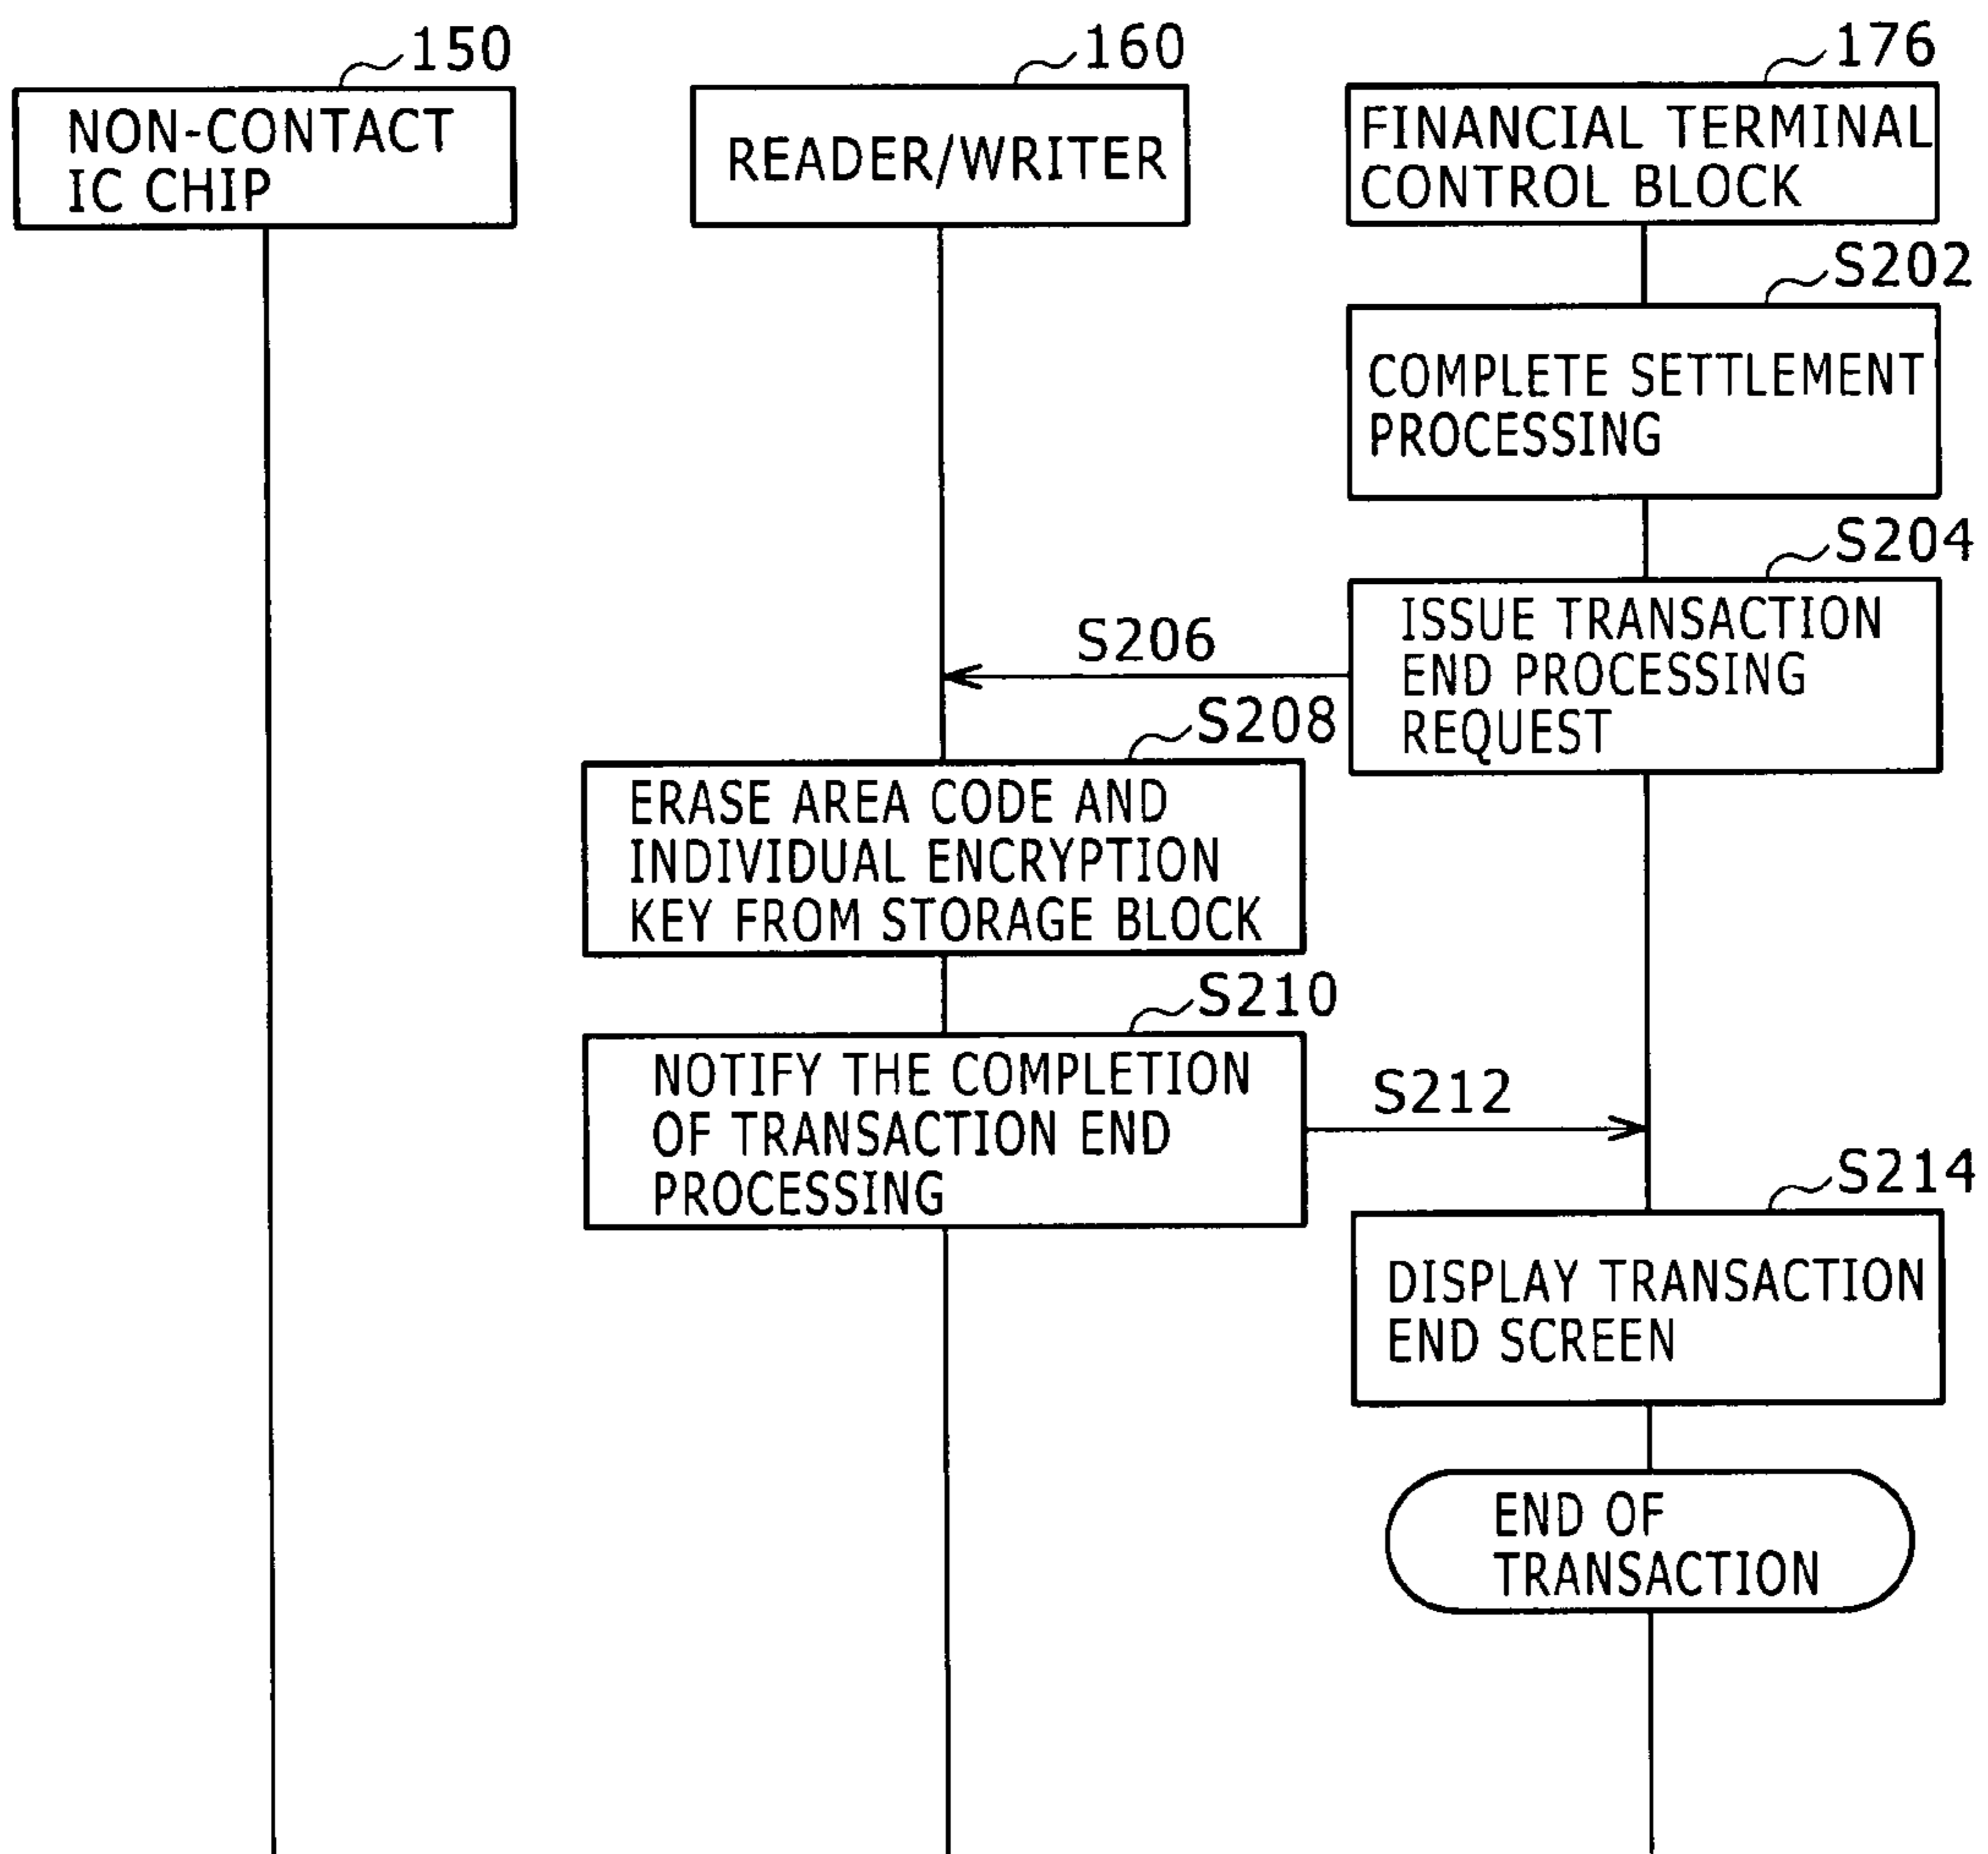 150
NON-CONTACT
IC CHIP
160
READER/WRITER
176
FINANCIAL TERMINAL
CONTROL BLOCK
S202
COMPLETE SETTLEMENT
PROCESSING
S204
ISSUE TRANSACTION
END PROCESSING
REQUEST
S206
S208
ERASE AREA CODE AND
INDIVIDUAL ENCRYPTION
KEY FROM STORAGE BLOCK
S210
NOTIFY THE COMPLETION
OF TRANSACTION END
PROCESSING
S212
S214
DISPLAY TRANSACTION
END SCREEN
END OF
TRANSACTION